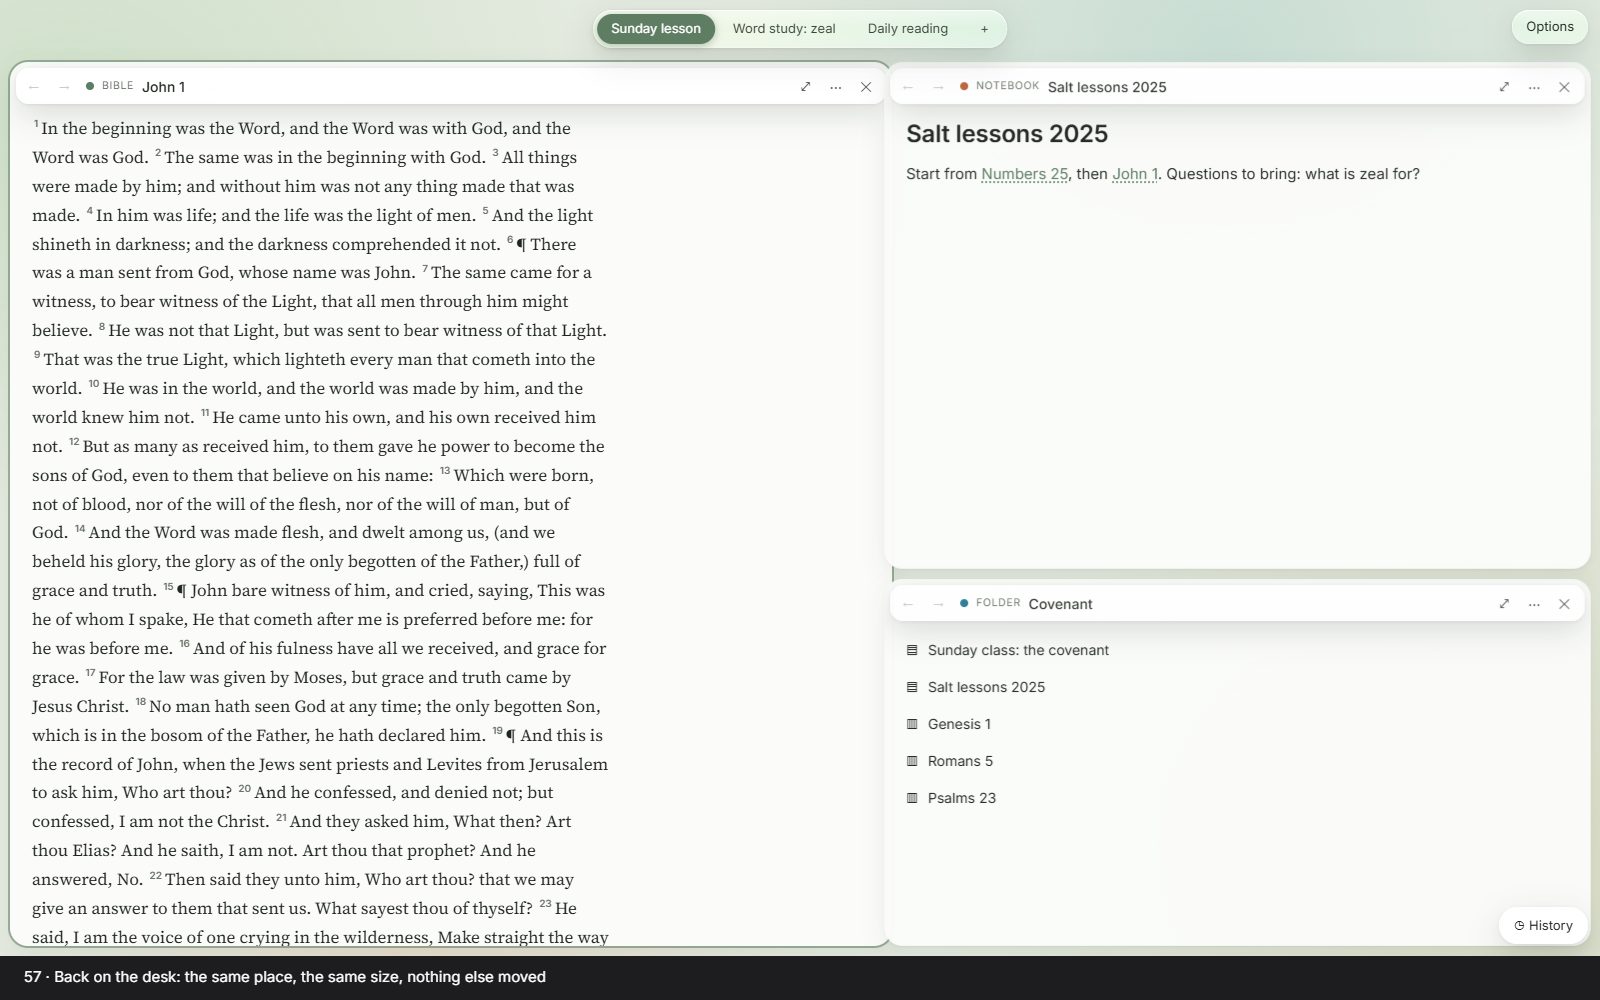 Sunday lesson
Word study: zeal
Daily reading
+
Options
← → BIBLE John 1
1 In the beginning was the Word, and the Word was with God, and the
Word was God. 2 The same was in the beginning with God. 3 All things
were made by him; and without him was not any thing made that was
made. 4 In him was life; and the life was the light of men. 5 And the light
shineth in darkness; and the darkness comprehended it not. 6 ¶ There
was a man sent from God, whose name was John. 7 The same came for a
witness, to bear witness of the Light, that all men through him might
believe. 8 He was not that Light, but was sent to bear witness of that Light.
9 That was the true Light, which lighteth every man that cometh into the
world. 10 He was in the world, and the world was made by him, and the
world knew him not. 11 He came unto his own, and his own received him
not. 12 But as many as received him, to them gave he power to become the
sons of God, even to them that believe on his name: 13 Which were born,
not of blood, nor of the will of the flesh, nor of the will of man, but of
God. 14 And the Word was made flesh, and dwelt among us, (and we
beheld his glory, the glory as of the only begotten of the Father,) full of
grace and truth. 15 ¶ John bare witness of him, and cried, saying, This was
he of whom I spake, He that cometh after me is preferred before me: for
he was before me. 16 And of his fulness have all we received, and grace for
grace. 17 For the law was given by Moses, but grace and truth came by
Jesus Christ. 18 No man hath seen God at any time; the only begotten Son,
which is in the bosom of the Father, he hath declared him. 19 ¶ And this is
the record of John, when the Jews sent priests and Levites from Jerusalem
to ask him, Who art thou? 20 And he confessed, and denied not; but
confessed, I am not the Christ. 21 And they asked him, What then? Art
thou Elias? And he saith, I am not. Art thou that prophet? And he
answered, No. 22 Then said they unto him, Who art thou? that we may
give an answer to them that sent us. What sayest thou of thyself? 23 He
said, I am the voice of one crying in the wilderness, Make straight the way
← → NOTEBOOK Salt lessons 2025
Salt lessons 2025
Start from Numbers 25, then John 1. Questions to bring: what is zeal for?
← → FOLDER Covenant
Sunday class: the covenant
Salt lessons 2025
Genesis 1
Romans 5
Psalms 23
History
57 · Back on the desk: the same place, the same size, nothing else moved